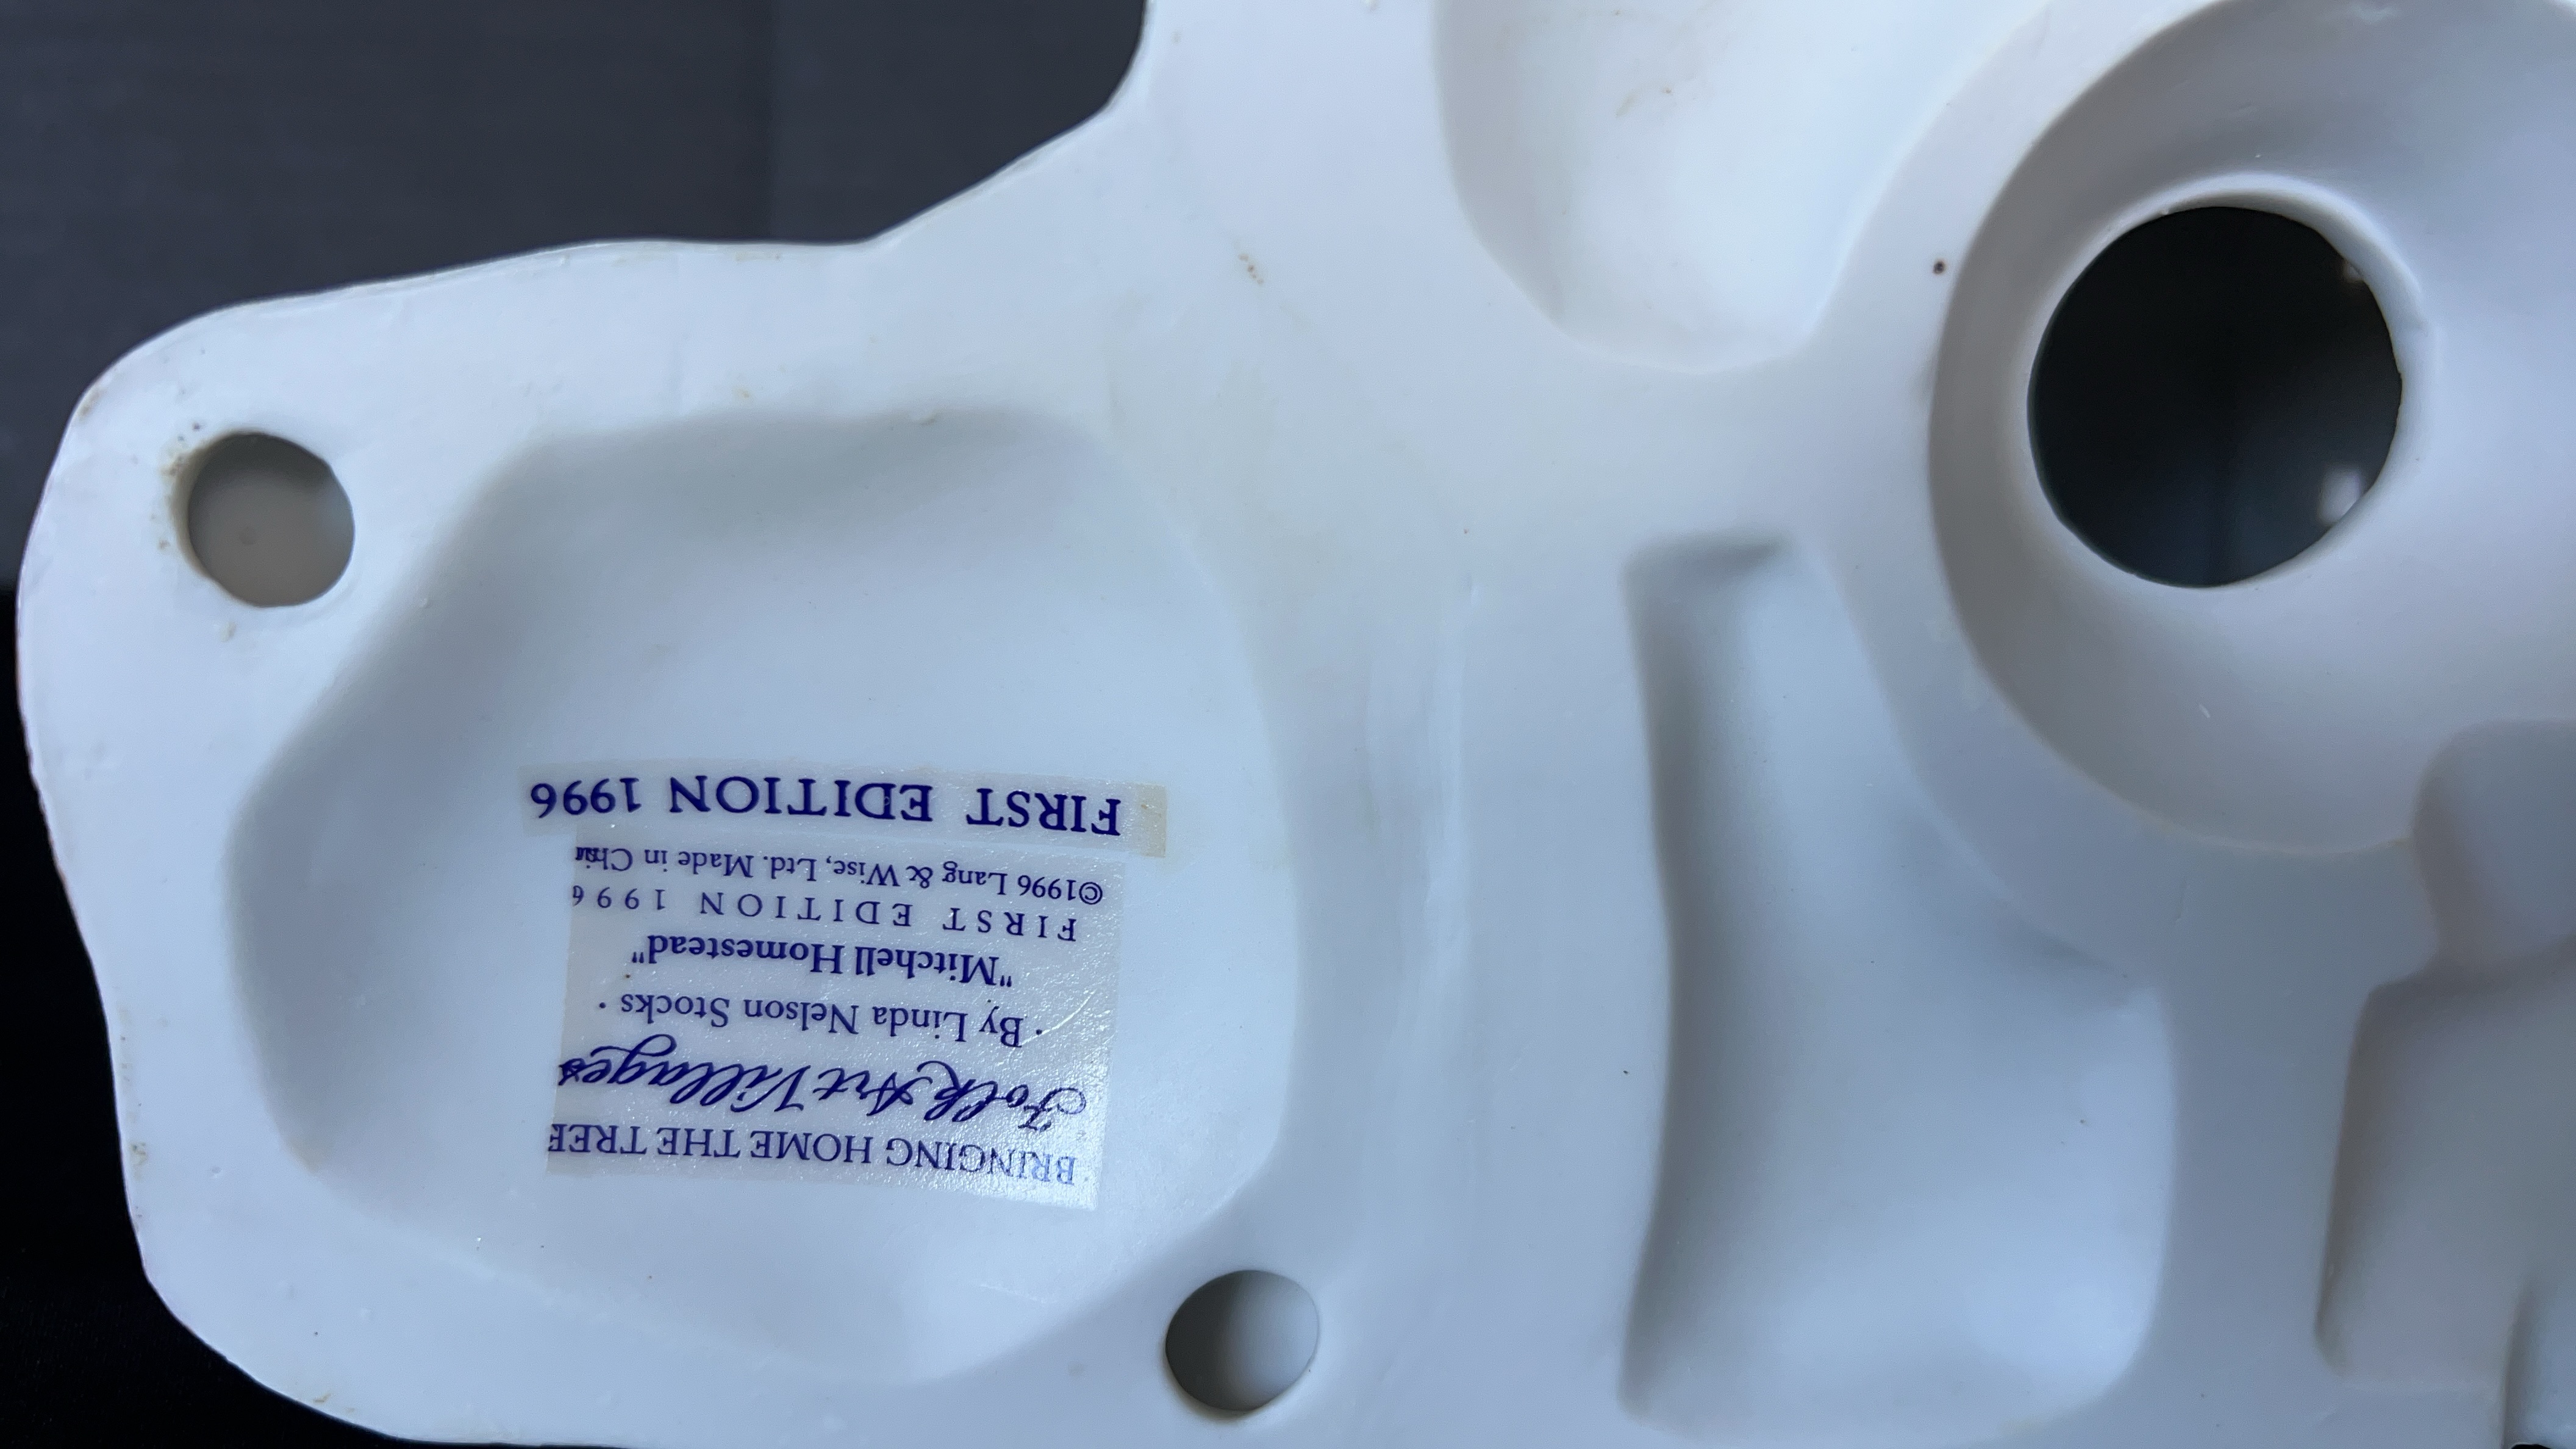 BRINGING HOME THE TREE
Folk Art Villages
· By Linda Nelson Stocks ·
"Mitchell Homestead"
FIRST EDITION 1996
©1996 Lang & Wise, Ltd. Made in China
FIRST EDITION 1996